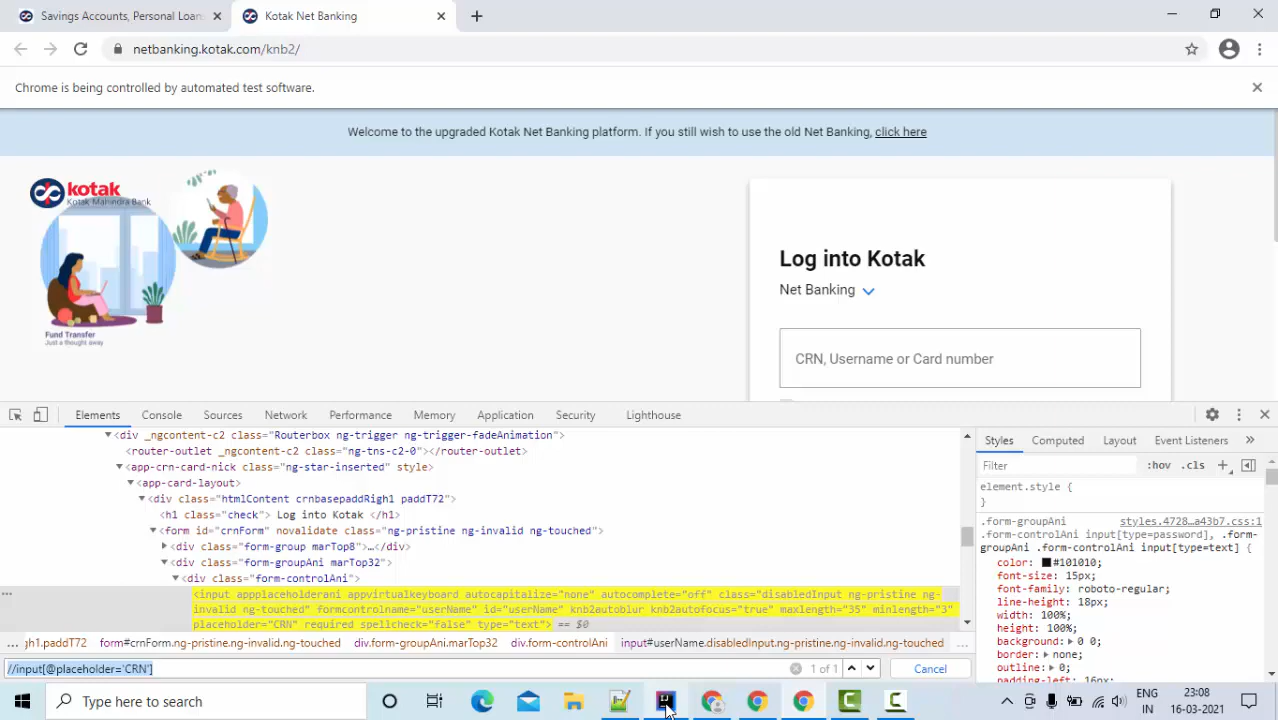 Savings Accounts, Personal Loans
Kotak Net Banking
netbanking.kotak.com/knb2/
Chrome is being controlled by automated test software.
Welcome to the upgraded Kotak Net Banking platform. If you still wish to use the old Net Banking, click here
kotak
Kotak Mahindra Bank
Fund Transfer
Just a thought away
Log into Kotak
Net Banking
CRN, Username or Card number
Elements Console Sources Network Performance Memory Application Security Lighthouse
<div _ngcontent-c2 class="Routerbox ng-trigger ng-trigger-fadeAnimation">
<router-outlet _ngcontent-c2 class="ng-tns-c2-0"></router-outlet>
<app-crn-card-nick class="ng-star-inserted" style>
<app-card-layout>
<div class="htmlContent crnbasepaddRigh1 paddT72">
<h1 class="check"> Log into Kotak </h1>
<form id="crnForm" novalidate class="ng-pristine ng-invalid ng-touched">
<div class="form-group marTop8">…</div>
<div class="form-groupAni marTop32">
<div class="form-controlAni">
<input appplaceholderani appvirtualkeyboard autocapitalize="none" autocomplete="off" class="disabledInput ng-pristine ng-
invalid ng-touched" formcontrolname="userName" id="userName" knb2autoblur knb2autofocus="true" maxlength="35" minlength="3"
placeholder="CRN" required spellcheck="false" type="text"> == $0
... gh1.paddT72 form#crnForm.ng-pristine.ng-invalid.ng-touched div.form-groupAni.marTop32 div.form-controlAni input#userName.disabledInput.ng-pristine.ng-invalid.ng-touched ...
//input[@placeholder='CRN']
1 of 1
Cancel
Styles Computed Layout Event Listeners
Filter
:hov .cls
element.style {
}
.form-groupAni styles.4728…a43b7.css:1
.form-controlAni input[type=password], .form-
groupAni .form-controlAni input[type=text] {
color: #101010;
font-size: 15px;
font-family: roboto-regular;
line-height: 18px;
width: 100%;
height: 100%;
background: 0 0;
border: none;
outline: 0;
padding-left: 16px;
Type here to search
ENG
IN
23:08
16-03-2021